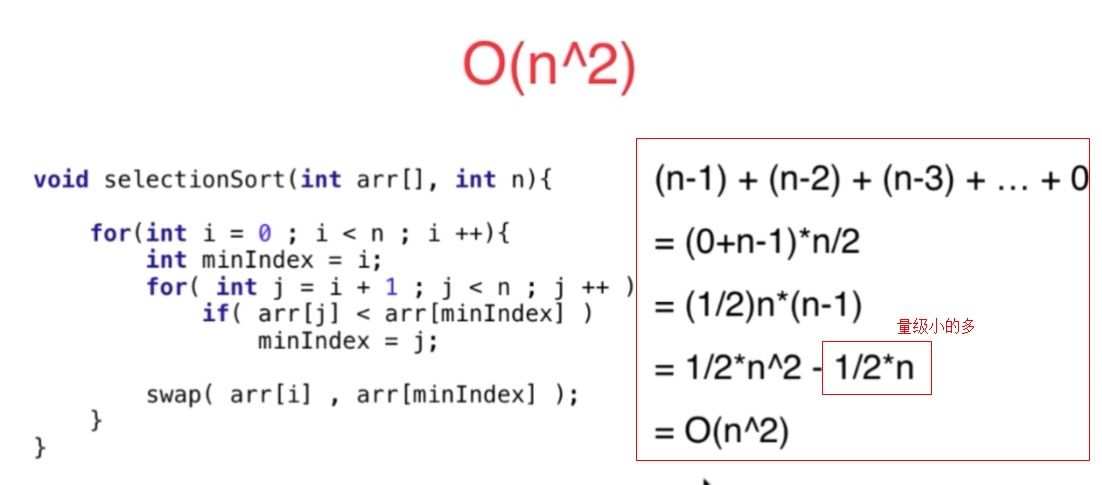 O(n^2)
void selectionSort(int arr[], int n){
for(int i = 0 ; i < n ; i ++){
int minIndex = i;
for( int j = i + 1 ; j < n ; j ++ )
if( arr[j] < arr[minIndex] )
minIndex = j;
swap( arr[i] , arr[minIndex] );
}
}
(n-1) + (n-2) + (n-3) + … + 0
= (0+n-1)*n/2
= (1/2)n*(n-1)
量级小的多
= 1/2*n^2 - 1/2*n
= O(n^2)